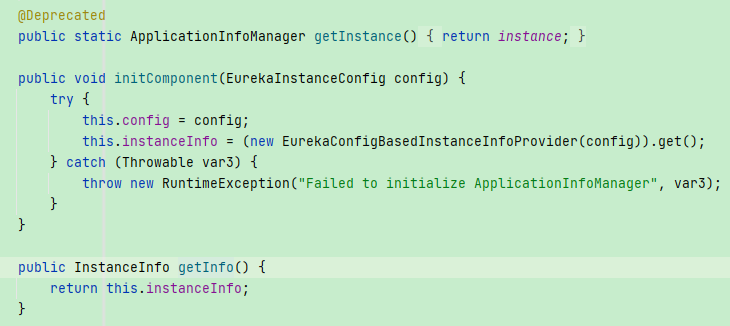 @Deprecated
public static ApplicationInfoManager getInstance() { return instance; }
public void initComponent(EurekaInstanceConfig config) {
try {
this.config = config;
this.instanceInfo = (new EurekaConfigBasedInstanceInfoProvider(config)).get();
} catch (Throwable var3) {
throw new RuntimeException("Failed to initialize ApplicationInfoManager", var3);
}
}
public InstanceInfo getInfo() {
return this.instanceInfo;
}